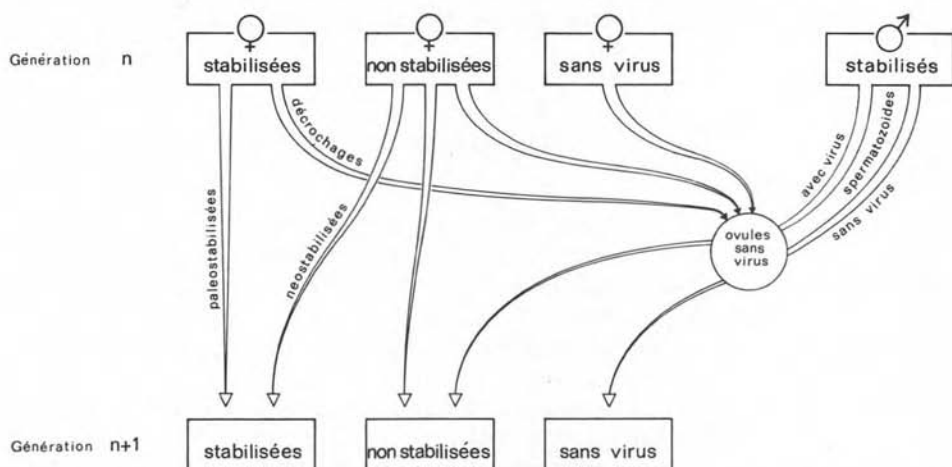 Génération n
stabilisées
non stabilisées
sans virus
stabilisés
décrochages
paleostabilisées
neostabilisées
avec virus
spermatozoides
sans virus
ovules
sans
virus
Génération n+1
stabilisées
non stabilisées
sans virus